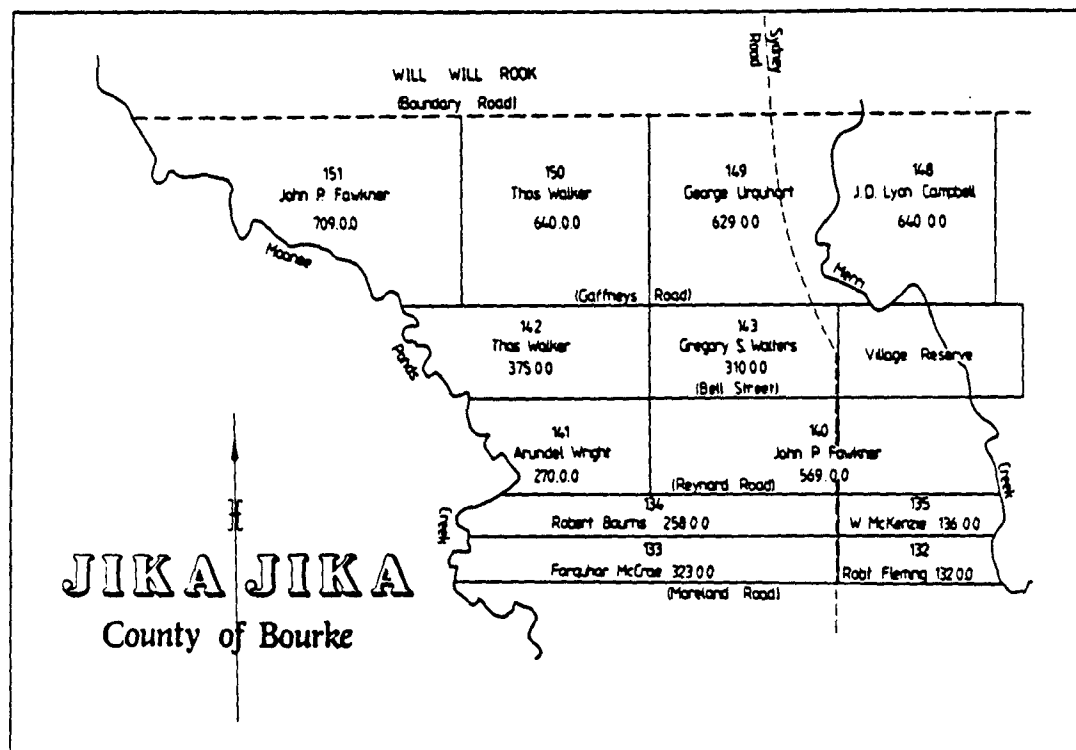 Sydney
Road
WILL WILL ROOK
(Boundary Road)
151
John P. Fawkner
709.0.0
150
Thos Walker
640.0.0
149
George Urquhart
629 0 0
148
J.D. Lyon Campbell
640 0 0
Moonee
Merri
(Gaffneys Road)
142
Thos Walker
375 0 0
143
Gregory S. Walters
310 0 0
Village Reserve
Ponds
(Bell Street)
141
Arundel Wright
270.0.0
140
John P Fawkner
569.0.0
(Reynard Road)
Creek
134
Robert Bourns 258 0 0
135
W McKenzie 136 0 0
Creek
133
Farquhar McCrae 323 0 0
132
Robt Fleming 132 0 0
(Moreland Road)
JIKA JIKA
County of Bourke